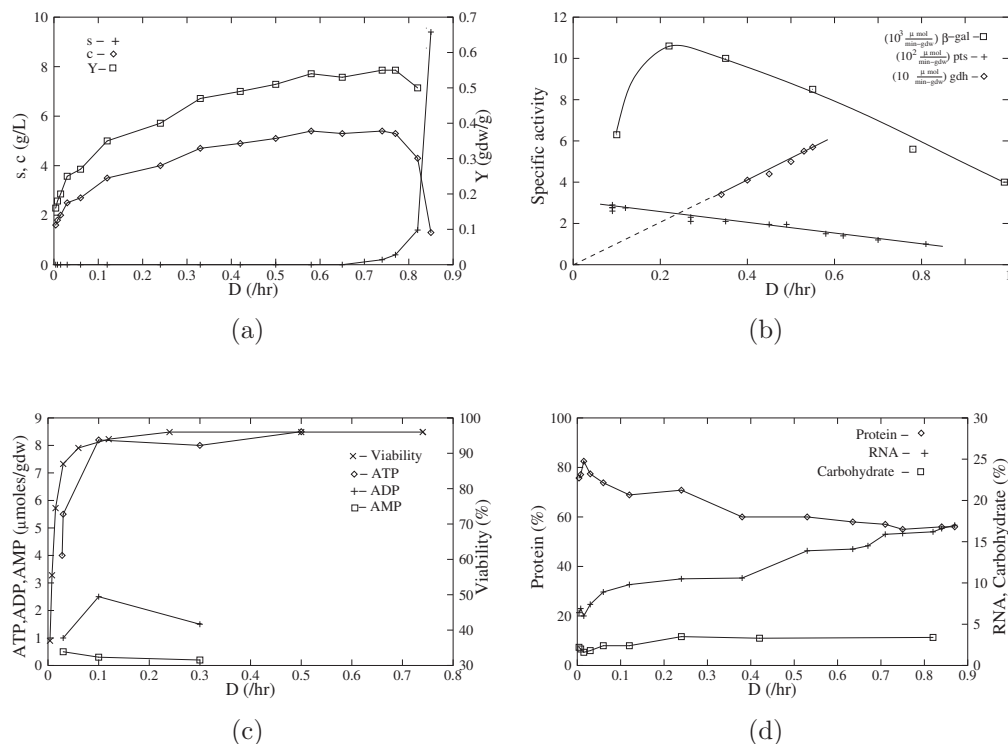 10
8
6
4
2
0
s, c (g/L)
s –
c –
Y–
0.7
0.6
0.5
0.4
0.3
0.2
0.1
0
Y (gdw/g)
0 0.1 0.2 0.3 0.4 0.5 0.6 0.7 0.8 0.9
D (/hr)
(a)
12
10
8
6
4
2
0
Specific activity
(10³ μ mol/min–gdw) β–gal –
(10² μ mol/min–gdw) pts –
(10 μ mol/min–gdw) gdh –
0 0.2 0.4 0.6 0.8 1
D (/hr)
(b)
9
8
7
6
5
4
3
2
1
0
ATP,ADP,AMP (μmoles/gdw)
– Viability
– ATP
– ADP
– AMP
100
90
80
70
60
50
40
30
Viability (%)
0 0.1 0.2 0.3 0.4 0.5 0.6 0.7 0.8
D (/hr)
(c)
100
80
60
40
20
0
Protein (%)
Protein –
RNA –
Carbohydrate –
30
25
20
15
10
5
0
RNA, Carbohydrate (%)
0 0.1 0.2 0.3 0.4 0.5 0.6 0.7 0.8 0.9
D (/hr)
(d)